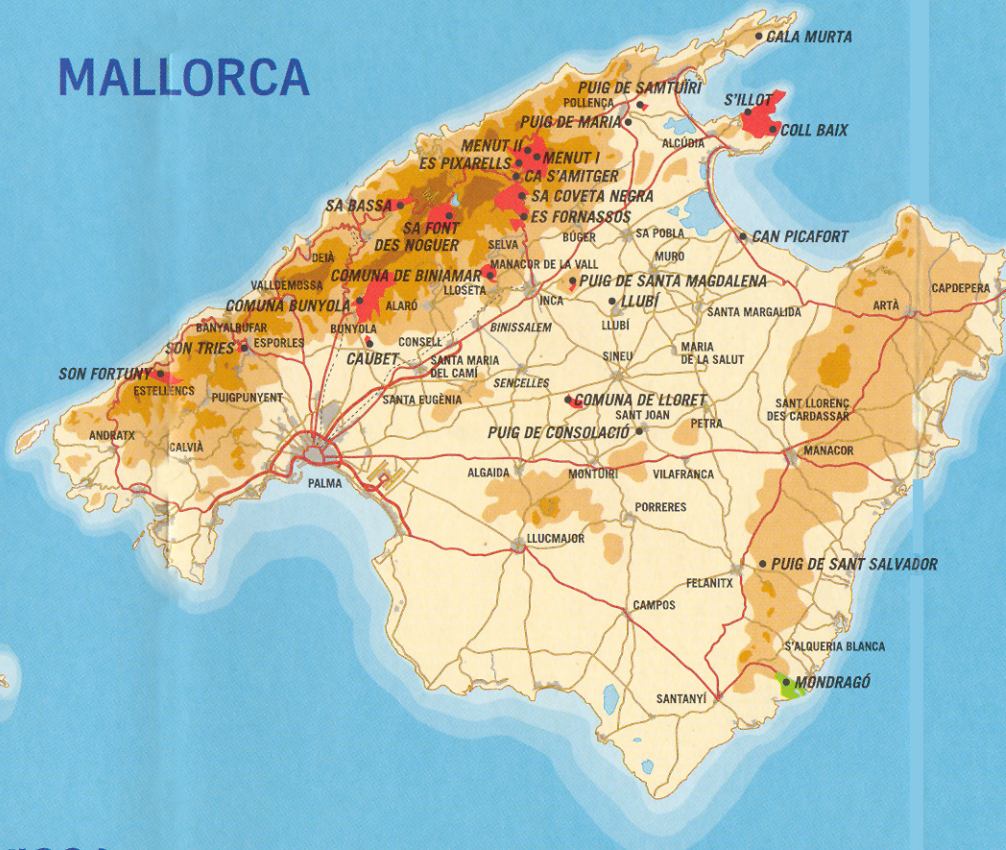 MALLORCA
CALA MURTA
PUIG DE SAMTUÏRI
POLLENÇA
S'ILLOT
PUIG DE MARIA
COLL BAIX
ALCÚDIA
MENUT II
MENUT I
ES PIXARELLS
CA S'AMITGER
SA COVETA NEGRA
SA BASSA
ES FORNASSOS
SA FONT
DES NOGUER
SELVA
BÚGER
SA POBLA
CAN PICAFORT
DEIÀ
MANACOR DE LA VALL
MURO
COMUNA DE BINIAMAR
PUIG DE SANTA MAGDALENA
VALLDEMOSSA
LLOSETA
CAPDEPERA
COMUNA BUNYOLA
ALARÓ
INCA
LLUBÍ
ARTÀ
SANTA MARGALIDA
BANYALRUFAR
BUNYOLA
BINISSALEM
LLUBÍ
SON TRIES
ESPORLES
CONSELL
CAUBET
SANTA MARIA
DEL CAMÍ
SINEU
MARIA
DE LA SALUT
SON FORTUNY
ESTELLENCS
PUIGPUNYENT
SENCELLES
SANTA EUGÈNIA
COMUNA DE LLORET
SANT JOAN
SANT LLORENÇ
DES CARDASSAR
PETRA
ANDRATX
CALVIÀ
PUIG DE CONSOLACIÓ
MANACOR
PALMA
ALGAIDA
MONTUÏRI
VILAFRANCA
PORRERES
LLUCMAJOR
PUIG DE SANT SALVADOR
FELANITX
CAMPOS
S'ALQUERIA BLANCA
MONDRAGÓ
SANTANYÍ